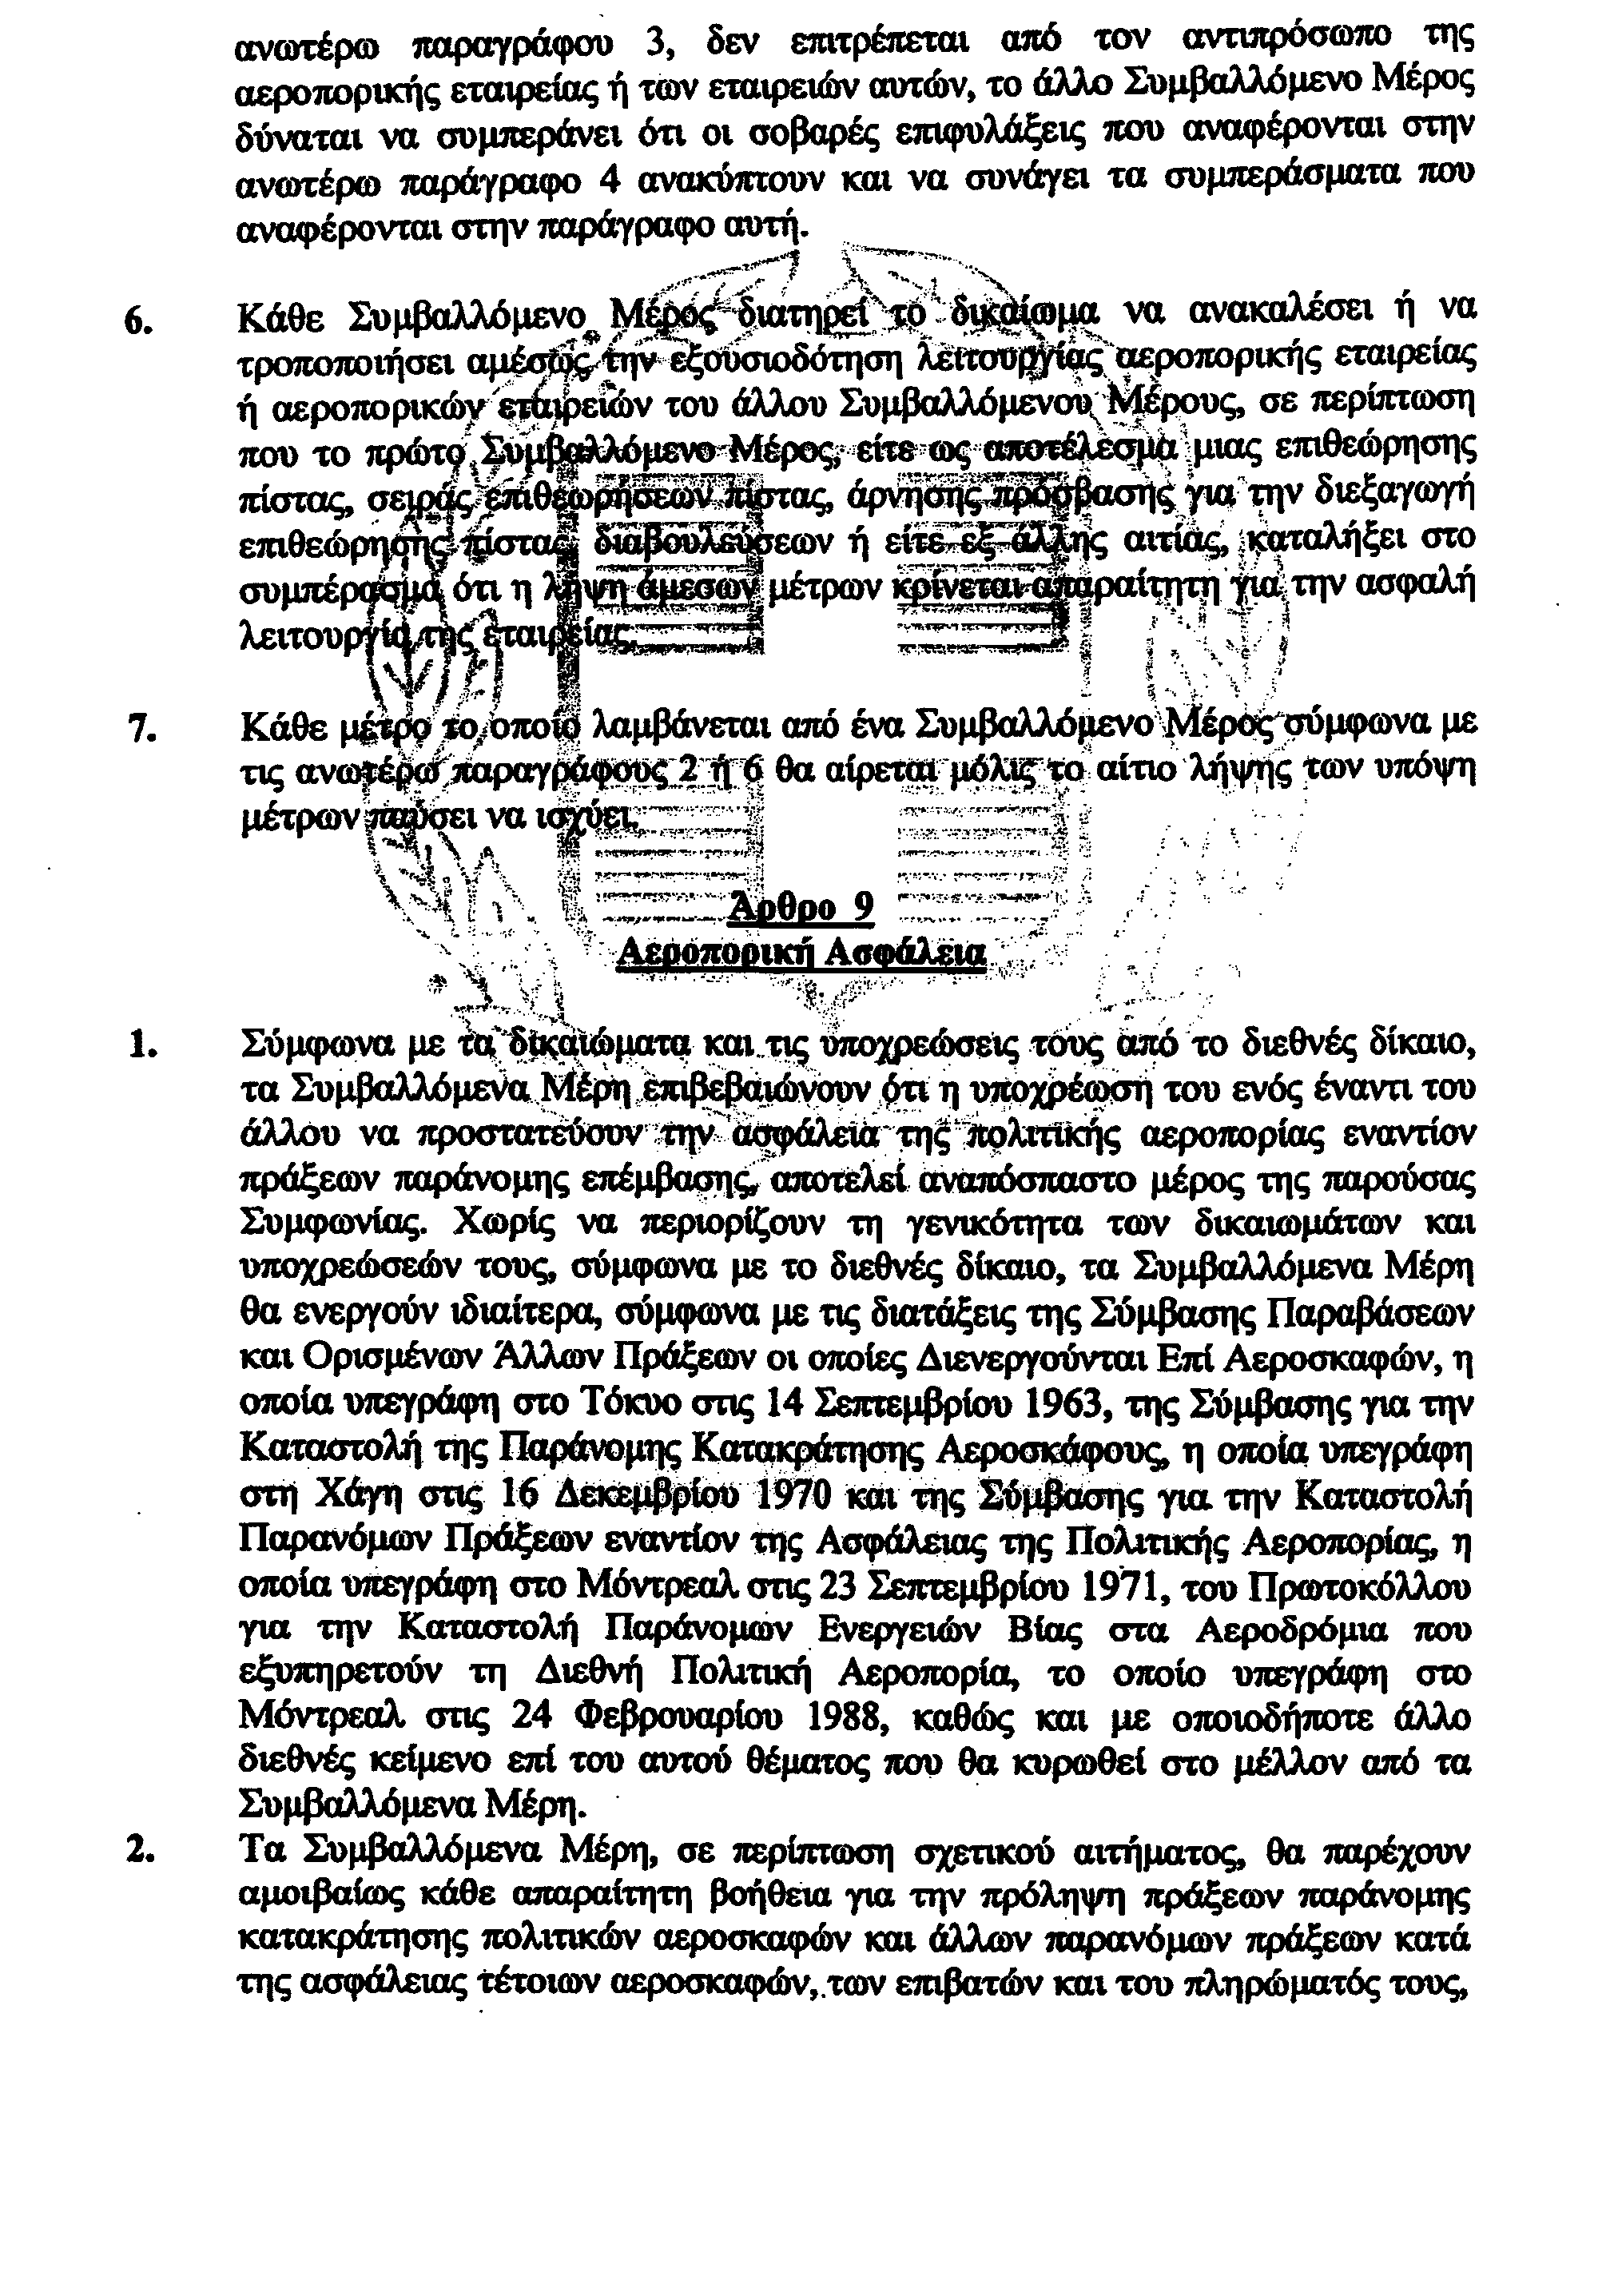 ανωτέρω παραγράφου 3, δεν επιτρέπεται από τον αντιπρόσωπο της
αεροπορικής εταιρείας ή των εταιρειών αυτών, το άλλο Συμβαλλόμενο Μέρος
δύναται να συμπεράνει ότι οι σοβαρές επιφυλάξεις που αναφέρονται στην
ανωτέρω παράγραφο 4 ανακύπτουν και να συνάγει τα συμπεράσματα που
αναφέρονται στην παράγραφο αυτή.
6. Κάθε Συμβαλλόμενο Μέρος διατηρεί το δικαίωμα να ανακαλέσει ή να
τροποποιήσει αμέσως την εξουσιοδότηση λειτουργίας αεροπορικής εταιρείας
ή αεροπορικών εταιρειών του άλλου Συμβαλλόμενου Μέρους, σε περίπτωση
που το πρώτο Συμβαλλόμενο Μέρος, είτε ως αποτέλεσμα μιας επιθεώρησης
πίστας, σειράς επιθεωρήσεων πίστας, άρνησης πρόσβασης για την διεξαγωγή
επιθεώρησης πίστας, διαβουλεύσεων ή είτε εξ άλλης αιτίας, καταλήξει στο
συμπέρασμα ότι η λήψη άμεσων μέτρων κρίνεται απαραίτητη για την ασφαλή
λειτουργία της εταιρείας.
7. Κάθε μέτρο το οποίο λαμβάνεται από ένα Συμβαλλόμενο Μέρος σύμφωνα με
τις ανωτέρω παραγράφους 2 ή 6 θα αίρεται μόλις το αίτιο λήψης των υπόψη
μέτρων παύσει να ισχύει.
Άρθρο 9
Αεροπορική Ασφάλεια
1. Σύμφωνα με τα δικαιώματα και τις υποχρεώσεις τους από το διεθνές δίκαιο,
τα Συμβαλλόμενα Μέρη επιβεβαιώνουν ότι η υποχρέωση του ενός έναντι του
άλλου να προστατεύουν την ασφάλεια της πολιτικής αεροπορίας εναντίον
πράξεων παράνομης επέμβασης, αποτελεί αναπόσπαστο μέρος της παρούσας
Συμφωνίας. Χωρίς να περιορίζουν τη γενικότητα των δικαιωμάτων και
υποχρεώσεών τους, σύμφωνα με το διεθνές δίκαιο, τα Συμβαλλόμενα Μέρη
θα ενεργούν ιδιαίτερα, σύμφωνα με τις διατάξεις της Σύμβασης Παραβάσεων
και Ορισμένων Άλλων Πράξεων οι οποίες Διενεργούνται Επί Αεροσκαφών, η
οποία υπεγράφη στο Τόκυο στις 14 Σεπτεμβρίου 1963, της Σύμβασης για την
Καταστολή της Παράνομης Κατακράτησης Αεροσκάφους, η οποία υπεγράφη
στη Χάγη στις 16 Δεκεμβρίου 1970 και της Σύμβασης για την Καταστολή
Παρανόμων Πράξεων εναντίον της Ασφάλειας της Πολιτικής Αεροπορίας, η
οποία υπεγράφη στο Μόντρεαλ στις 23 Σεπτεμβρίου 1971, του Πρωτοκόλλου
για την Καταστολή Παράνομων Ενεργειών Βίας στα Αεροδρόμια που
εξυπηρετούν τη Διεθνή Πολιτική Αεροπορία, το οποίο υπεγράφη στο
Μόντρεαλ στις 24 Φεβρουαρίου 1988, καθώς και με οποιοδήποτε άλλο
διεθνές κείμενο επί του αυτού θέματος που θα κυρωθεί στο μέλλον από τα
Συμβαλλόμενα Μέρη.
2. Τα Συμβαλλόμενα Μέρη, σε περίπτωση σχετικού αιτήματος, θα παρέχουν
αμοιβαίως κάθε απαραίτητη βοήθεια για την πρόληψη πράξεων παράνομης
κατακράτησης πολιτικών αεροσκαφών και άλλων παρανόμων πράξεων κατά
της ασφάλειας τέτοιων αεροσκαφών, των επιβατών και του πληρώματός τους,